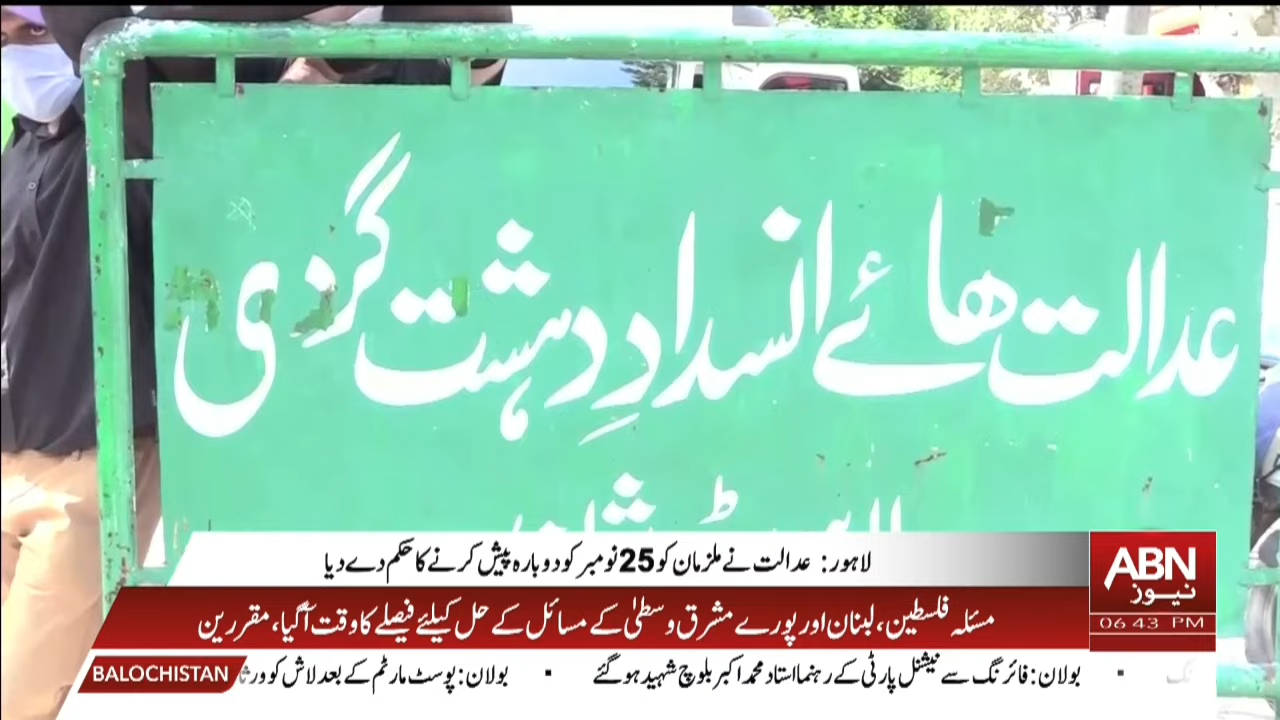 عدالت ھائے انسدادِ دہشت گردی
لاہور: عدالت نے ملزمان کو 25 نومبر کو دوبارہ پیش کرنے کا حکم دے دیا
ABN
نیوز
06:43 PM
مسئلہ فلسطین، لبنان اور پورے مشرق وسطیٰ کے مسائل کے حل کیلئے فیصلے کا وقت آگیا، مقررین
BALOCHISTAN
بولان: فائرنگ سے نیشنل پارٹی کے رہنما استاد محمد اکبر بلوچ شہید ہوگئے ▪ بولان: پوسٹ مارٹم کے بعد لاش کو